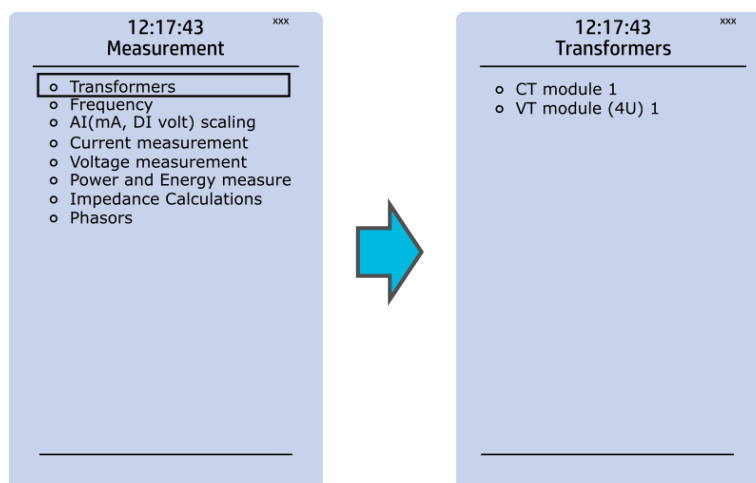 12:17:43 xxx
Measurement
Transformers
Frequency
AI(mA, DI volt) scaling
Current measurement
Voltage measurement
Power and Energy measure
Impedance Calculations
Phasors
12:17:43 xxx
Transformers
CT module 1
VT module (4U) 1